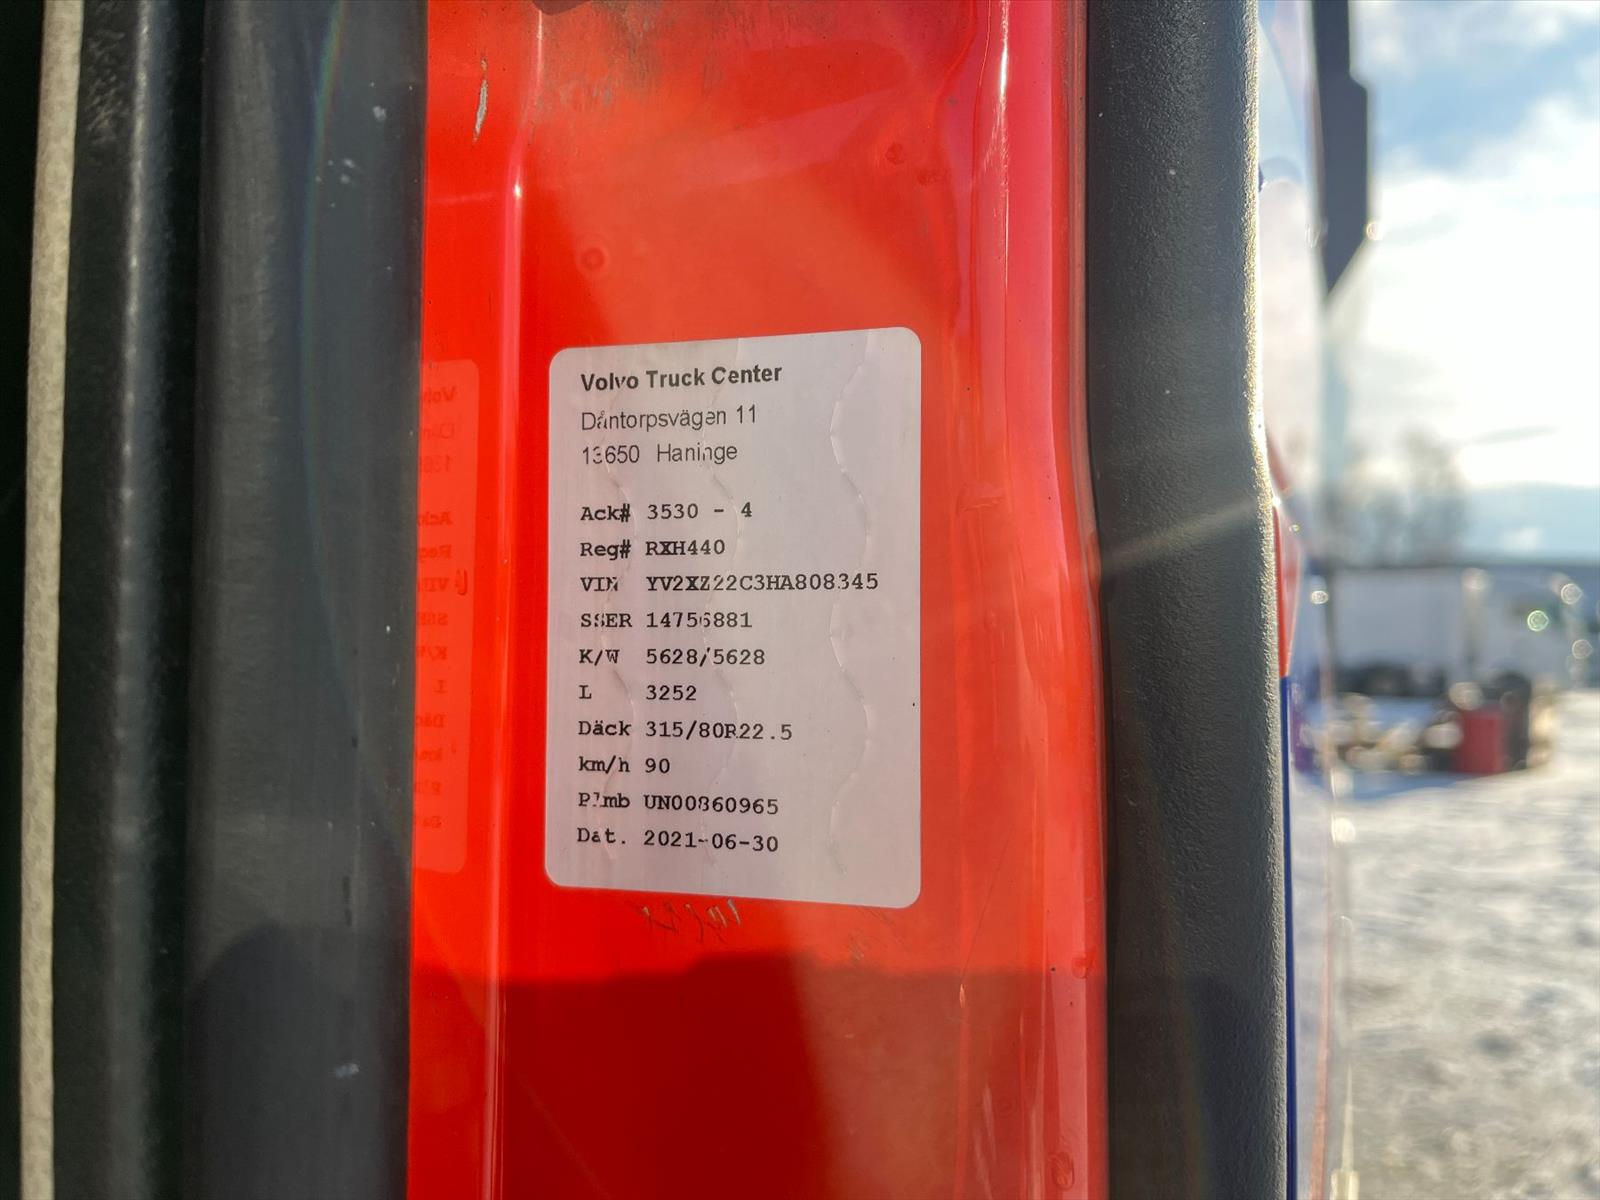 Volvo Truck Center
Dåntorpsvägen 11
13650 Haninge
Ack# 3530 - 4
Reg# RXH440
VIN YV2XZ22C3HA808345
SSER 14756881
K/W 5628/5628
L 3252
Däck 315/80R22.5
km/h 90
Plmb UN00860965
Dat. 2021-06-30